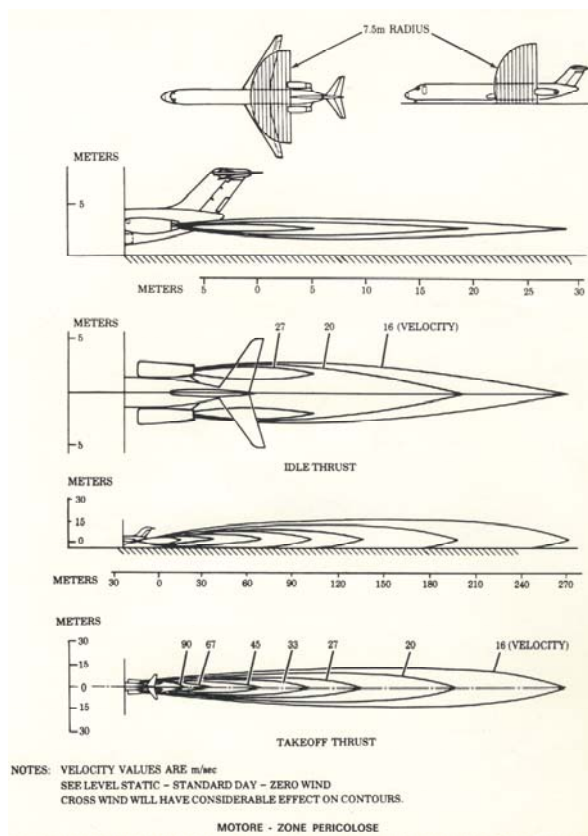 7.5m RADIUS
METERS
5
METERS 5 0 5 10 15 20 25 30
METERS
5
27 20 16 (VELOCITY)
0
5
IDLE THRUST
METERS
30
15
0
METERS 30 0 30 60 90 120 150 180 210 240 270
METERS
30
90 67 45 33 27 20 16 (VELOCITY)
15
0
15
30
TAKEOFF THRUST
NOTES: VELOCITY VALUES ARE m/sec
SEE LEVEL STATIC – STANDARD DAY – ZERO WIND
CROSS WIND WILL HAVE CONSIDERABLE EFFECT ON CONTOURS.
MOTORE - ZONE PERICOLOSE